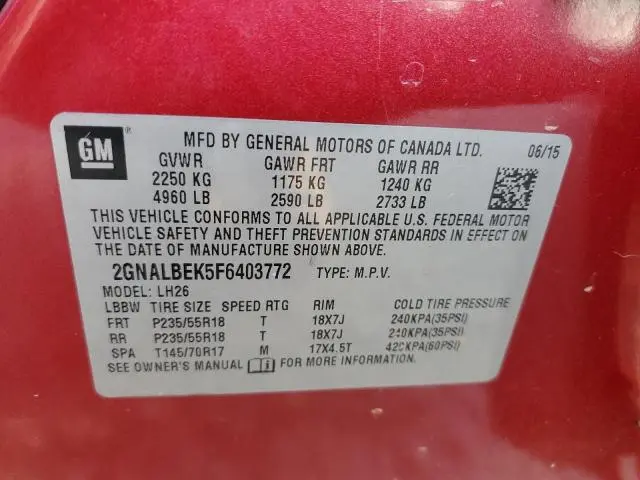 GM
MFD BY GENERAL MOTORS OF CANADA LTD. 06/15
GVWR GAWR FRT GAWR RR
2250 KG 1175 KG 1240 KG
4960 LB 2590 LB 2733 LB
THIS VEHICLE CONFORMS TO ALL APPLICABLE U.S. FEDERAL MOTOR
VEHICLE SAFETY AND THEFT PREVENTION STANDARDS IN EFFECT ON
THE DATE OF MANUFACTURE SHOWN ABOVE.
2GNALBEK5F6403772 TYPE: M.P.V.
MODEL: LH26
LBBW TIRE SIZE SPEED RTG RIM COLD TIRE PRESSURE
FRT P235/55R18 T 18X7J 240KPA(35PSI)
RR P235/55R18 T 18X7J 240KPA(35PSI)
SPA T145/70R17 M 17X4.5T 420KPA(60PSI)
SEE OWNER'S MANUAL FOR MORE INFORMATION.